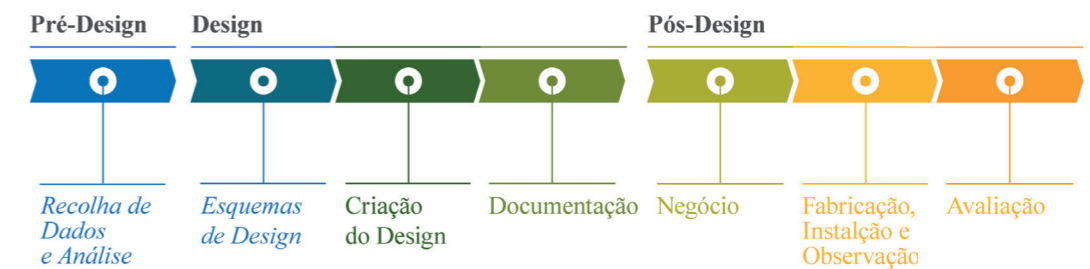 Pré-Design
Design
Pós-Design
Recolha de
Dados
e Análise
Esquemas
de Design
Criação
do Design
Documentação
Negócio
Fabricação,
Instalção e
Observação
Avaliação